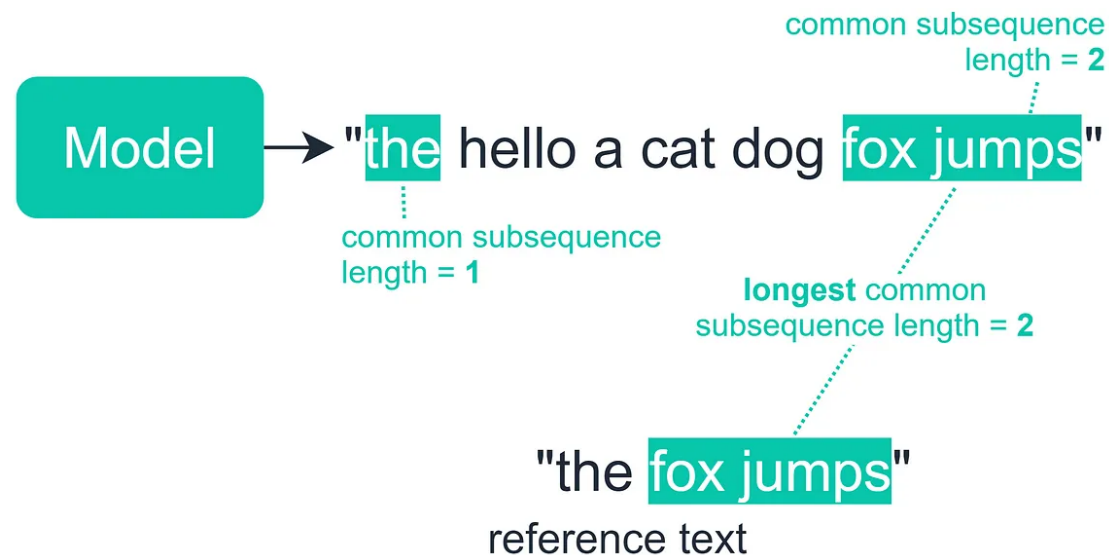 common subsequence
length = 2
Model
"the hello a cat dog fox jumps"
common subsequence
length = 1
longest common
subsequence length = 2
"the fox jumps"
reference text